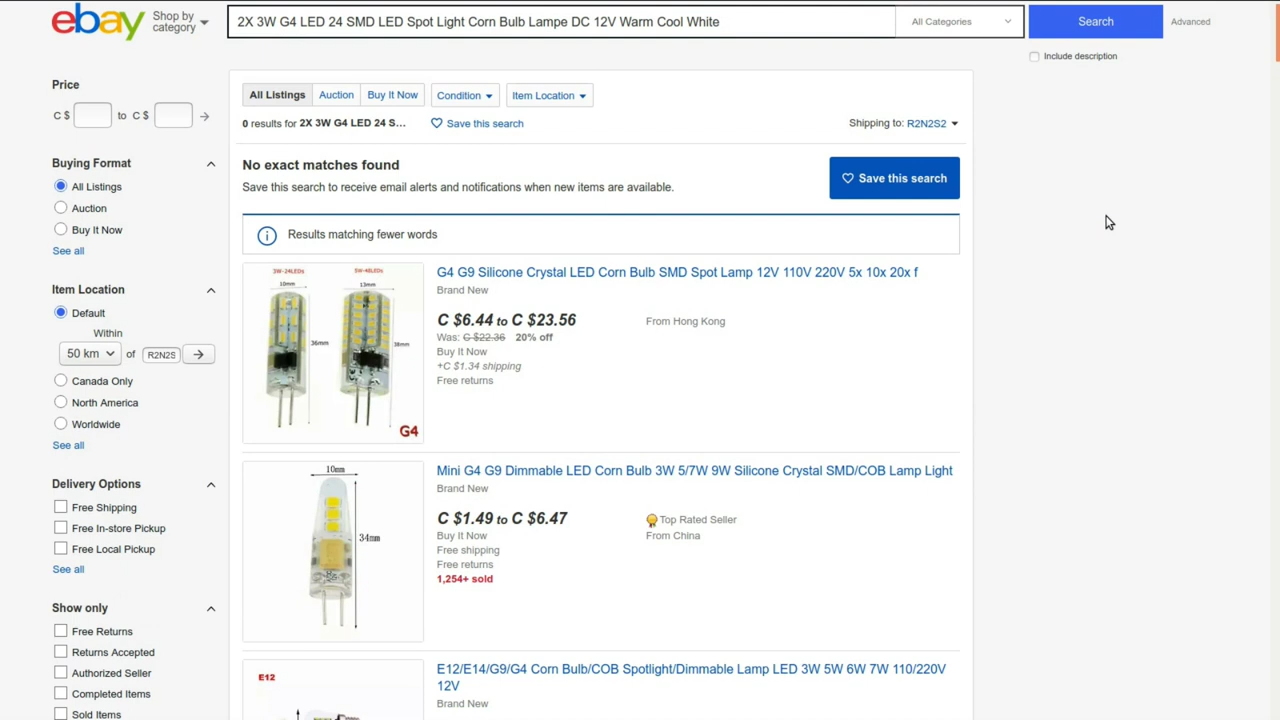 ebay
Shop by
category
2X 3W G4 LED 24 SMD LED Spot Light Corn Bulb Lampe DC 12V Warm Cool White
All Categories
Search
Advanced
Include description
Price
C $
to C $
Buying Format
All Listings
Auction
Buy It Now
See all
Item Location
Default
Within
50 km
of
R2N2S
Canada Only
North America
Worldwide
See all
Delivery Options
Free Shipping
Free In-store Pickup
Free Local Pickup
See all
Show only
Free Returns
Returns Accepted
Authorized Seller
Completed Items
Sold Items
All Listings
Auction
Buy It Now
Condition
Item Location
0 results for 2X 3W G4 LED 24 S...
Save this search
Shipping to: R2N2S2
No exact matches found
Save this search to receive email alerts and notifications when new items are available.
Save this search
Results matching fewer words
3W-24LEDs
5W-48LEDs
10mm
13mm
36mm
38mm
G4
G4 G9 Silicone Crystal LED Corn Bulb SMD Spot Lamp 12V 110V 220V 5x 10x 20x f
Brand New
C $6.44 to C $23.56
From Hong Kong
Was: C $22.36 20% off
Buy It Now
+C $1.34 shipping
Free returns
10mm
34mm
Mini G4 G9 Dimmable LED Corn Bulb 3W 5/7W 9W Silicone Crystal SMD/COB Lamp Light
Brand New
C $1.49 to C $6.47
Top Rated Seller
Buy It Now
From China
Free shipping
Free returns
1,254+ sold
E12
E12/E14/G9/G4 Corn Bulb/COB Spotlight/Dimmable Lamp LED 3W 5W 6W 7W 110/220V
12V
Brand New